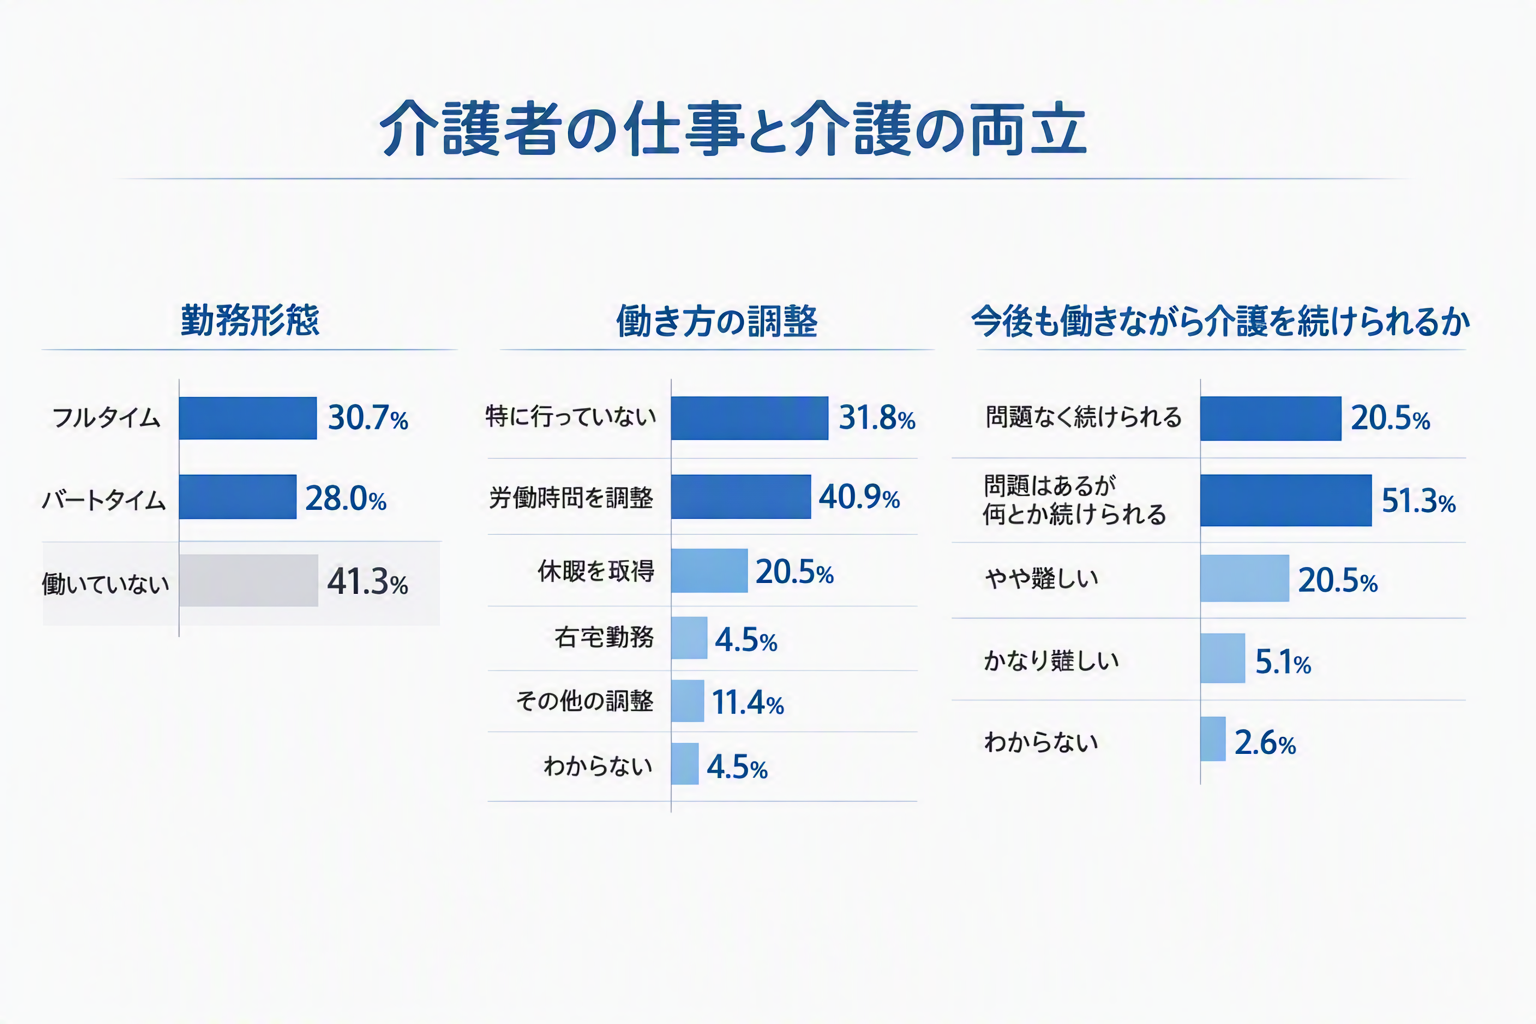 介護者の仕事と介護の両立
勤務形態
フルタイム 30.7%
バートタイム 28.0%
働いていない 41.3%
働き方の調整
特に行っていない 31.8%
労働時間を調整 40.9%
休暇を取得 20.5%
右宅勤務 4.5%
その他の調整 11.4%
わからない 4.5%
今後も働きながら介護を続けられるか
問題なく続けられる 20.5%
問題はあるが
何とか続けられる 51.3%
やや難しい 20.5%
かなり難しい 5.1%
わからない 2.6%